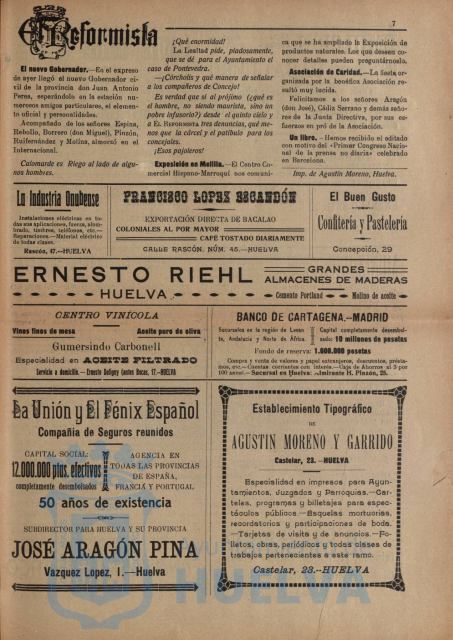 7
El Reformista
El nuevo Gobernador.—En el expreso
de ayer llegó el nuevo Gobernador ci-
vil de la provincia don Juan Antonio
Perea, esperándolo en la estación nu-
merosos amigos particulares, el elemen-
to oficial y personalidades.
Acompañado de los señores Espina,
Rebollo, Borrero (don Miguel), Pinzón,
Huifernández y Molina, almorzó en el
Internacional.
Calomarde es Riego al lado de algu-
nos hombres.
¡Qué enormidad!
La Lealtad pide, piadosamente,
que se dé para el Ayuntamiento el
caso de Pontevedra.
—¡Córcholis y qué manera de señalar
a los compañeros de Concejo!
Es verdad que si al prójimo (¿qué es
el hombre, no siendo maurista, sino un
pobre infusorio?) desde el quinto cielo y
a E. Haronssens tres denuncias, qué me-
nos que la cárcel y el patíbulo para los
concejales.
¡Esos pajoleros!
Exposición en Melilla.—El Centro Co-
mercial Hispano-Marroquí nos comuni-
ca que se ha ampliado la Exposición de
productos naturales. Los que deseen co-
nocer detalles pueden preguntárnoslo.
Asociación de Caridad.—La fiesta or-
ganizada por la benéfica Asociación re-
sultó muy lucida.
Felicitamos a los señores Aragón
(don José), Cádiz Serrano y demás seño-
res de la Junta Directiva, por sus es-
fuerzos en pró de la Asociación.
Un libro.—Hemos recibido el editado
con motivo del «Primer Congreso Nacio-
nal de la prensa no diaria» celebrado
en Barcelona.
Imp. de Agustín Moreno, Huelva.
La Industria Onubense
Instalaciones eléctricas en to-
das sus aplicaciones, fuerza, alum-
brado, timbres, teléfonos, etc.—
Reparaciones.—Material eléctrico
de todas clases.
Rascón, 47.—HUELVA
FRANCISCO LOPEZ ESCANDÓN
EXPORTACIÓN DIRECTA DE BACALAO
COLONIALES AL POR MAYOR
CAFÉ TOSTADO DIARIAMENTE
CALLE RASCÓN, NÚM. 45.—HUELVA
El Buen Gusto
Confitería y Pastelería
Concepción, 29
ERNESTO RIEHL
HUELVA
GRANDES
ALMACENES DE MADERAS
Cemento Portland
Molino de aceite
CENTRO VINÍCOLA
Vinos finos de mesa
Aceite puro de oliva
Gumersindo Carbonell
Especialidad en ACEITE FILTRADO
Servicio a domicilio.—Ernesto Deligny (antes Bocas, 17.—HUELVA
BANCO DE CARTAGENA.—MADRID
Sucursales en la región de Levan-
te, Andalucía y Norte de África.
Capital completamente desembol-
sado: 10 millones de pesetas
Fondo de reserva: 1.000.000 pesetas
Compra y venta de valores y papel extranjeros, descuentos, présta-
mos, etc.—Cuentas corrientes con interés.—Caja de Ahorros al 3 por
100 anual.—Sucursal en Huelva: Almirante H. Pinzón, 25.
La Unión y El Fénix Español
Compañía de Seguros reunidos
CAPITAL SOCIAL:
12.000.000 ptas. efectivos
completamente desembolsados
AGENCIA EN
TODAS LAS PROVINCIAS
DE ESPAÑA,
FRANCIA Y PORTUGAL
50 años de existencia
SUBDIRECTOR PARA HUELVA Y SU PROVINCIA
JOSÉ ARAGÓN PINA
Vazquez Lopez, 1.—Huelva
Establecimiento Tipográfico
DE
AGUSTIN MORENO Y GARRIDO
Castelar, 23.—HUELVA
Especialidad en impresos para Ayun-
tamientos, Juzgados y Parroquias.—Car-
teles, programas y billetajes para espec-
táculos públicos.—Esquelas mortuorias,
recordatorios y participaciones de boda.
—Tarjetas de visita y de anuncios.—Fo-
lletos, obras, periódicos y todas clases de
trabajos pertenecientes a este ramo.
Castelar, 23.-HUELVA
HUELVA